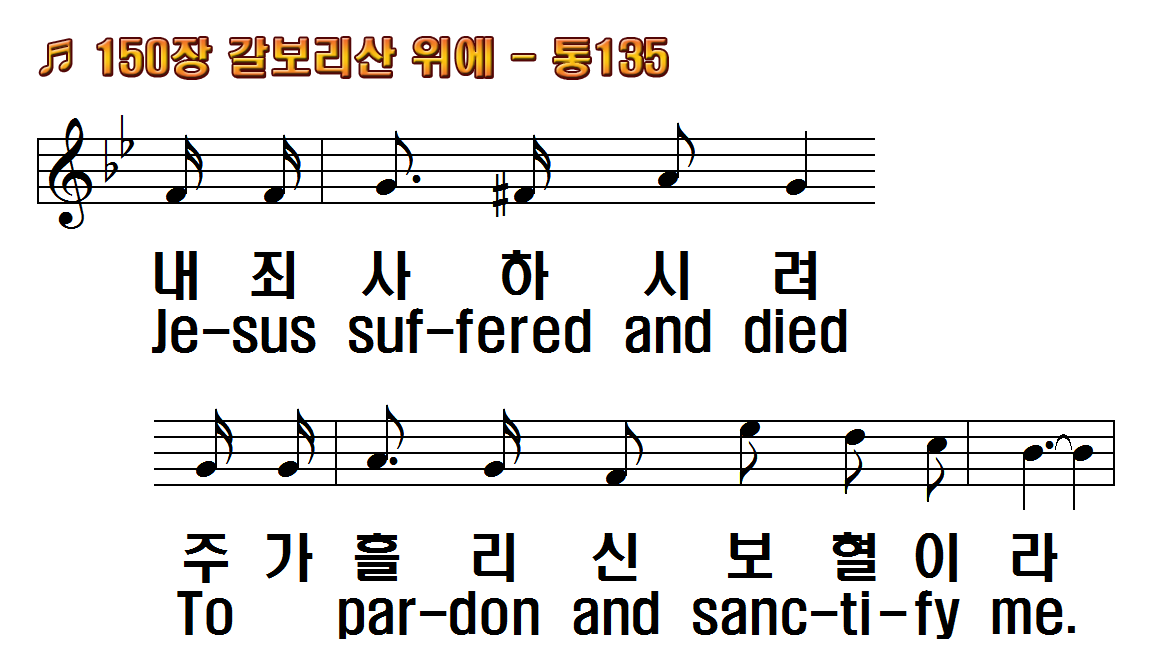 ♬ 150장 갈보리산 위에 - 통135
내 죄 사 하 시 려
Je-sus suf-fered and died
주 가 흘 리 신 보 혈 이 라
To par-don and sanc-ti-fy me.